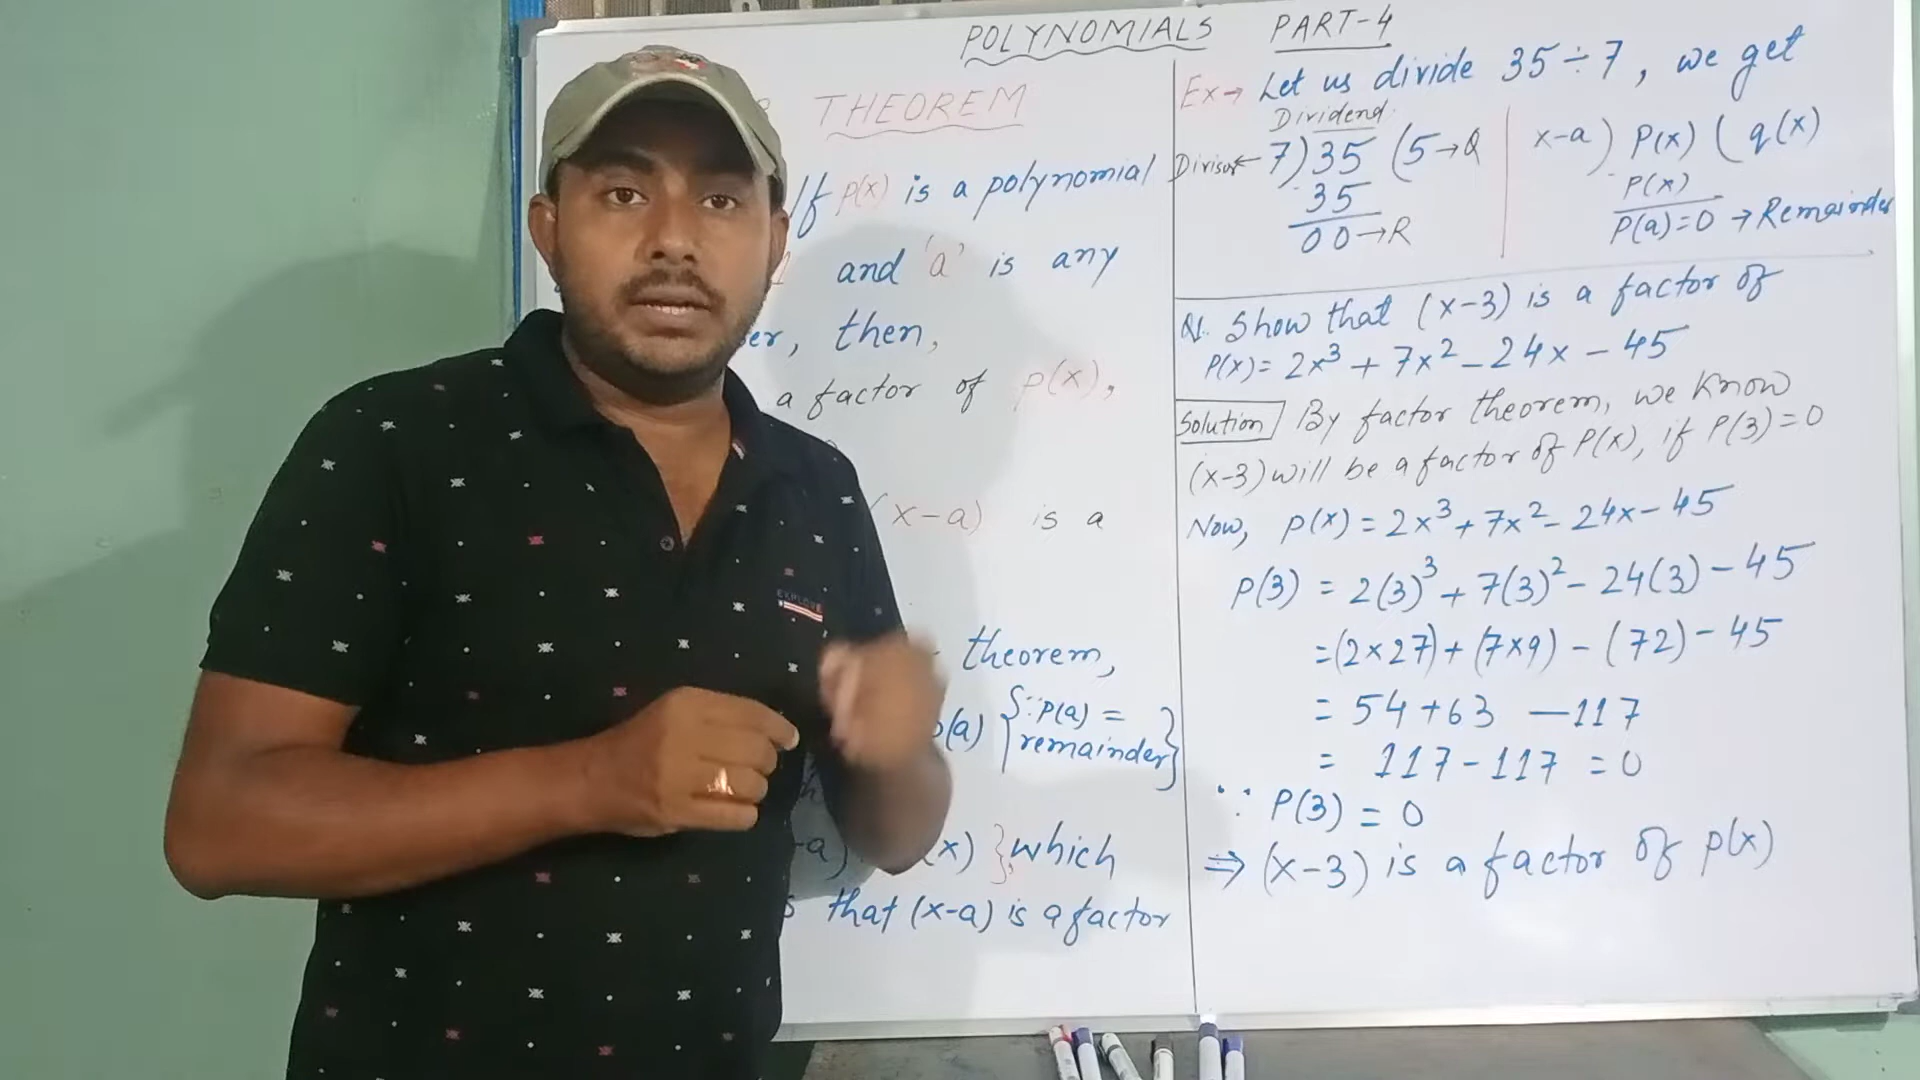 POLYNOMIALS PART-4
THEOREM
If p(x) is a polynomial
1 and 'a' is any
er, then,
a factor of p(x),
(x-a) is a
theorem,
p(a) {∵p(a) =
remainder}
-a) (x)}, which
s that (x-a) is a factor
Ex→ Let us divide 35÷7, we get
Dividend
Divisor← 7)35(5→Q
35
00→R
x-a) P(x) (q(x)
P(x)
P(a)=0 → Remainder
Q1. Show that (x-3) is a factor of
P(x)= 2x³ + 7x² - 24x - 45
Solution By factor theorem, we know
(x-3) will be a factor of P(x), if P(3)=0
Now, p(x) = 2x³ + 7x² - 24x - 45
P(3) = 2(3)³ + 7(3)² - 24(3) - 45
=(2×27)+(7×9) - (72) - 45
= 54+63 -117
= 117-117 =0
∵ P(3) = 0
⇒ (x-3) is a factor of p(x)
EXPLORE